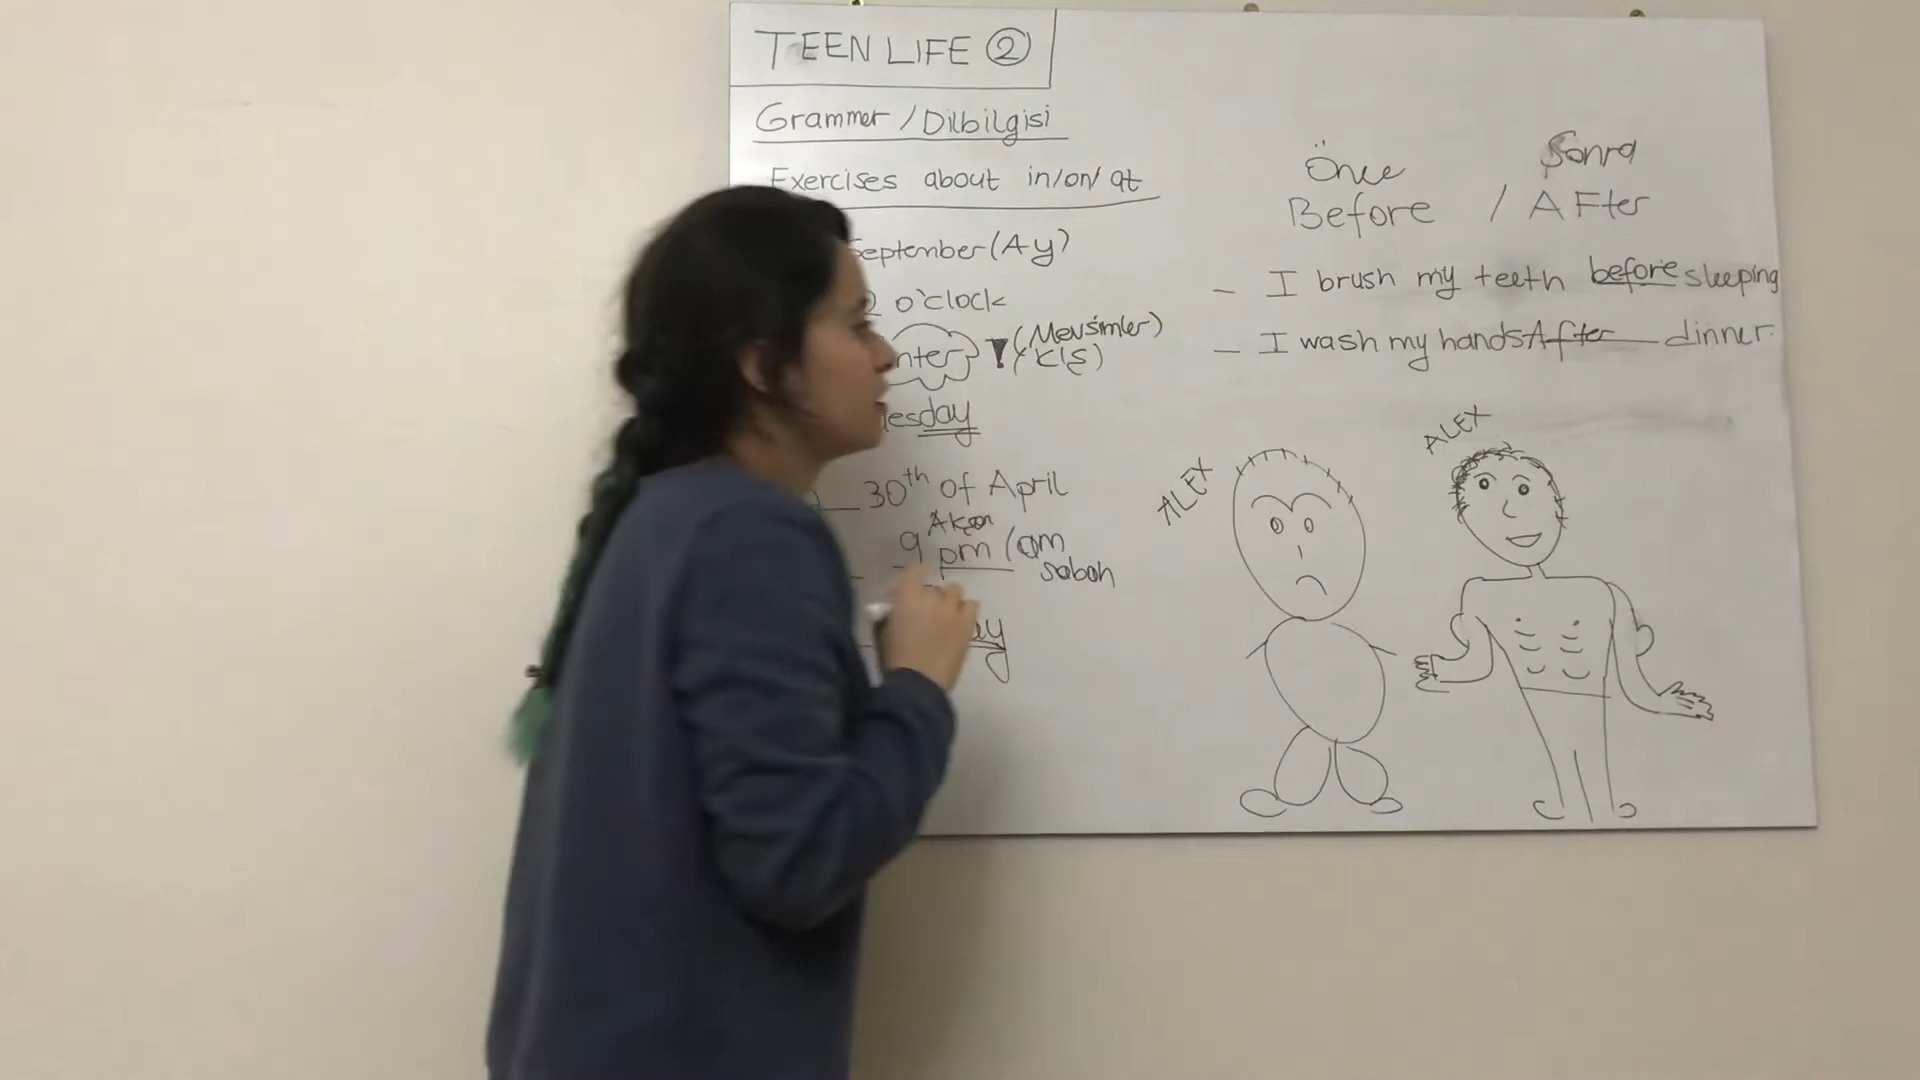 TEEN LIFE ②
Grammer / Dilbilgisi
Exercises about in/on/at
September (Ay)
o'clock
(Mevsimler)
Kış)
30th of April
Akşam
9 pm / am
sabah
Önce
Sonra
Before / AFter
- I brush my teeth before sleeping
- I wash my hands After dinner.
ALEX
ALEX